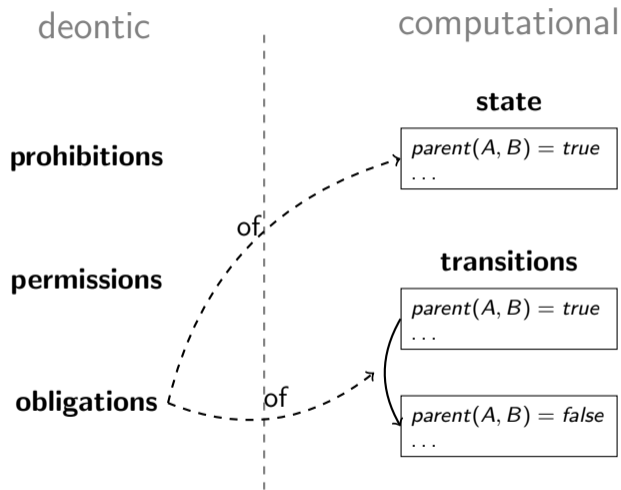 deontic
computational
state
prohibitions
parent(A, B) = true
...
of
permissions
transitions
parent(A, B) = true
...
obligations
of
parent(A, B) = false
...